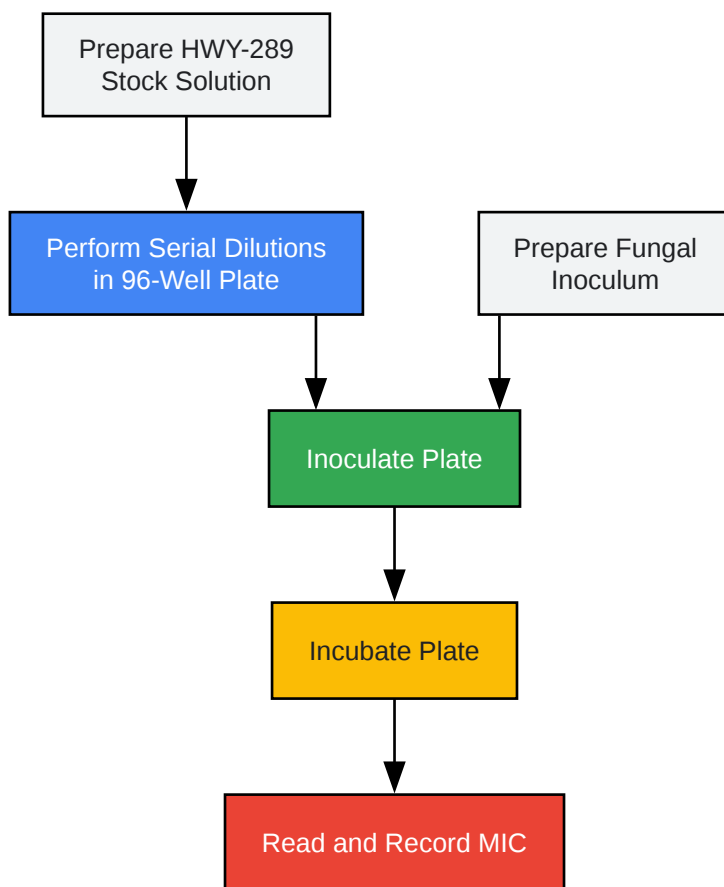 Prepare HWY-289
Stock Solution
Perform Serial Dilutions
in 96-Well Plate
Prepare Fungal
Inoculum
Inoculate Plate
Incubate Plate
Read and Record MIC